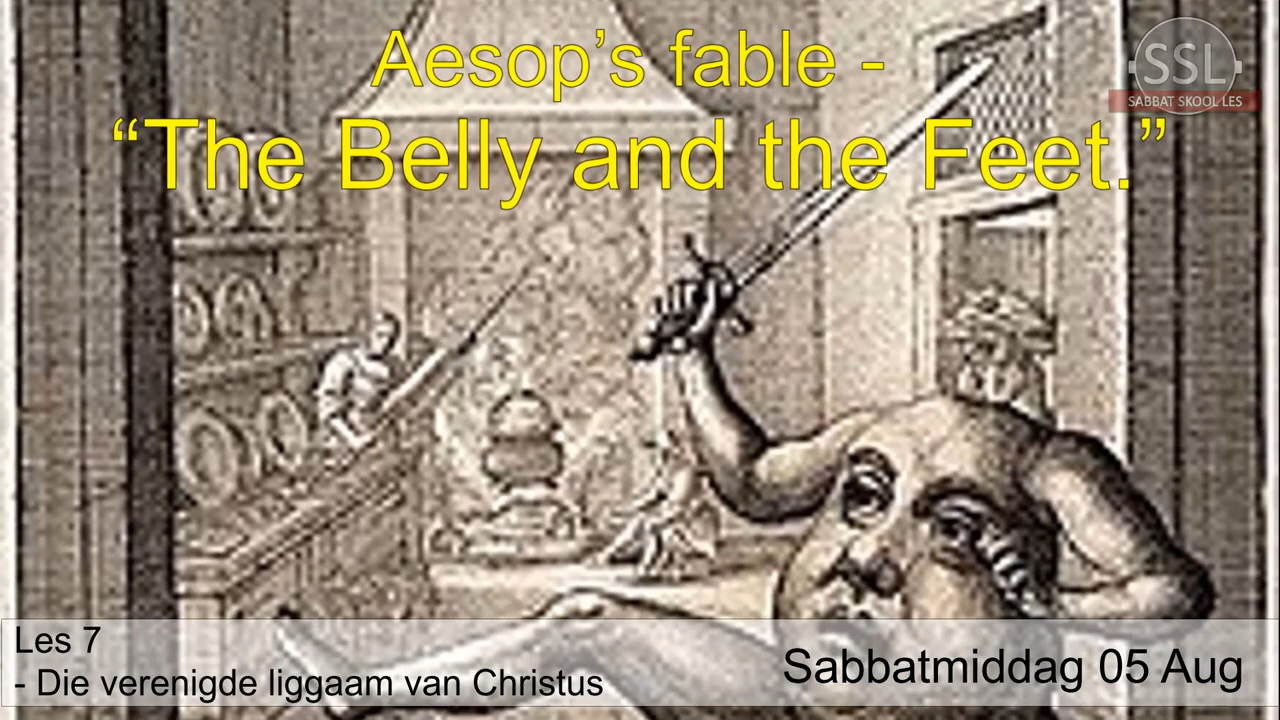 Aesop’s fable -
“The Belly and the Feet.”
SSL
SABBAT SKOOL LES
Les 7
- Die verenigde liggaam van Christus
Sabbatmiddag 05 Aug